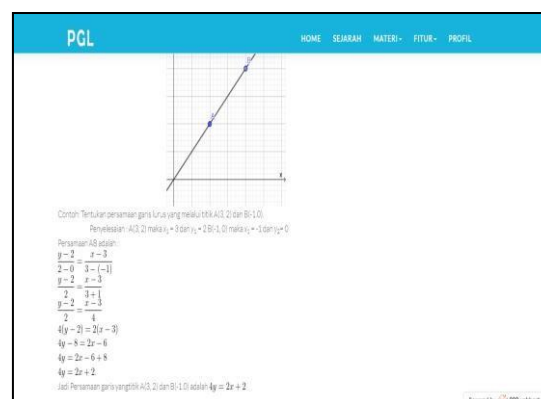 PGL
HOME SEJARAH MATERI FITUR PROFIL
x
Contoh: Tentukan persamaan garis lurus yang melalui titik A(3, 2) dan B(-1,0).
Penyelesaian : A(3, 2) maka x₁ = 3 dan y₁ = 2 B(-1, 0) maka x₂ = -1 dan y₂= 0
Persamaan AB adalah :
(y − 2)/(2 − 0) = (x − 3)/(3 − (−1))
(y − 2)/2 = (x − 3)/(3 + 1)
(y − 2)/2 = (x − 3)/4
4(y − 2) = 2(x − 3)
4y − 8 = 2x − 6
4y = 2x − 6 + 8
4y = 2x + 2
Jadi Persamaan garis yangtitik A(3, 2) dan B(-1,0) adalah 4y = 2x + 2